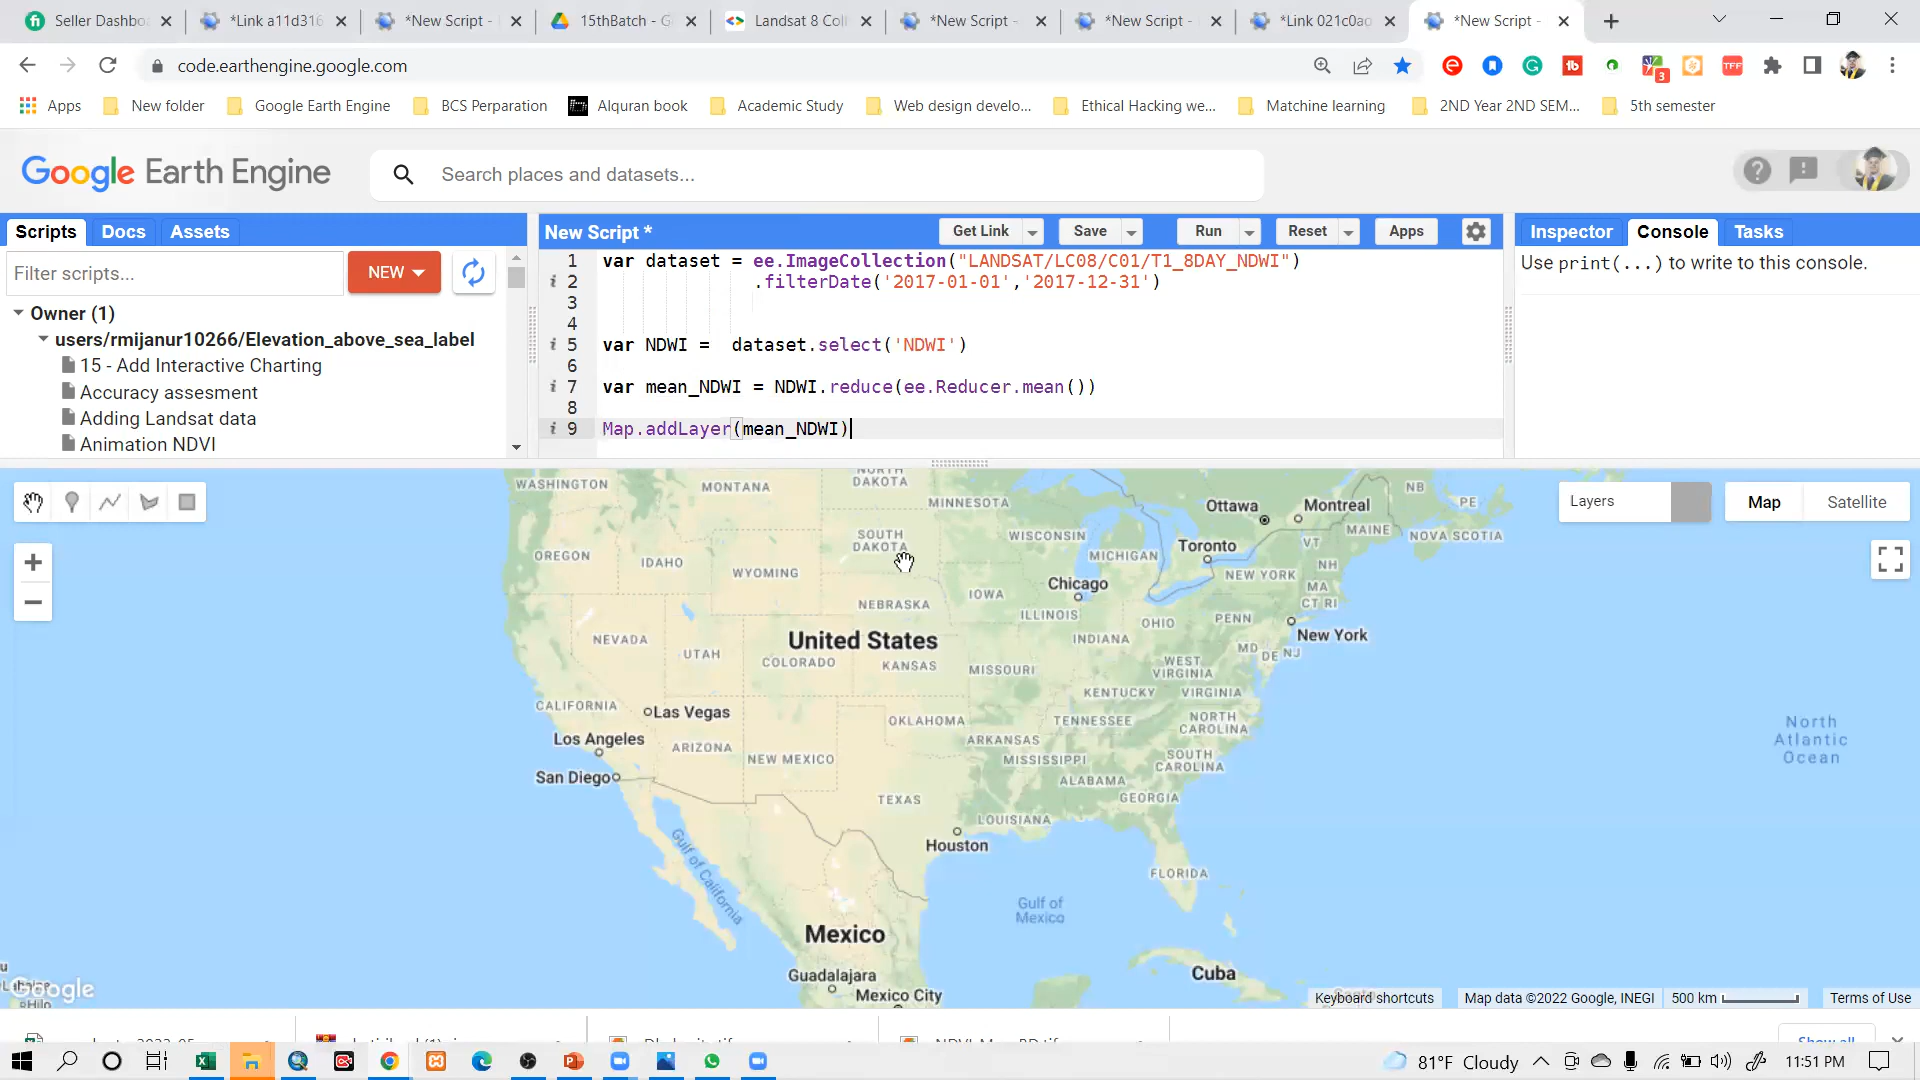 Seller Dashbo
*Link a11d316
*New Script -
15thBatch - G
Landsat 8 Coll
*New Script -
*New Script -
*Link 021c0ad
*New Script -
code.earthengine.google.com
Apps
New folder
Google Earth Engine
BCS Perparation
Alquran book
Academic Study
Web design develo...
Ethical Hacking we...
Matchine learning
2ND Year 2ND SEM...
5th semester
Google Earth Engine
Search places and datasets...
Scripts
Docs
Assets
New Script *
Get Link
Save
Run
Reset
Apps
Inspector
Console
Tasks
Filter scripts...
NEW
Owner (1)
users/rmijanur10266/Elevation_above_sea_label
15 - Add Interactive Charting
Accuracy assesment
Adding Landsat data
Animation NDVI
1 var dataset = ee.ImageCollection("LANDSAT/LC08/C01/T1_8DAY_NDWI")
i 2 .filterDate('2017-01-01','2017-12-31')
3
4
i 5 var NDWI = dataset.select('NDWI')
6
i 7 var mean_NDWI = NDWI.reduce(ee.Reducer.mean())
8
i 9 Map.addLayer(mean_NDWI)
Use print(...) to write to this console.
Layers
Map
Satellite
WASHINGTON
MONTANA
NORTH
DAKOTA
MINNESOTA
Ottawa
Montreal
NB
PE
MAINE
NOVA SCOTIA
OREGON
IDAHO
SOUTH
DAKOTA
WISCONSIN
MICHIGAN
Toronto
VT
NH
WYOMING
NEW YORK
MA
CT RI
Chicago
IOWA
NEBRASKA
ILLINOIS
OHIO
PENN
New York
NEVADA
United States
INDIANA
MD
DE
NJ
UTAH
COLORADO
KANSAS
MISSOURI
WEST
VIRGINIA
KENTUCKY
VIRGINIA
CALIFORNIA
Las Vegas
OKLAHOMA
TENNESSEE
NORTH
CAROLINA
North
Atlantic
Ocean
Los Angeles
ARIZONA
NEW MEXICO
ARKANSAS
MISSISSIPPI
SOUTH
CAROLINA
San Diego
ALABAMA
TEXAS
GEORGIA
LOUISIANA
Houston
FLORIDA
Gulf of California
Gulf of
Mexico
Mexico
Guadalajara
Mexico City
Cuba
Google
Keyboard shortcuts
Map data ©2022 Google, INEGI
500 km
Terms of Use
Show all
81°F Cloudy
11:51 PM